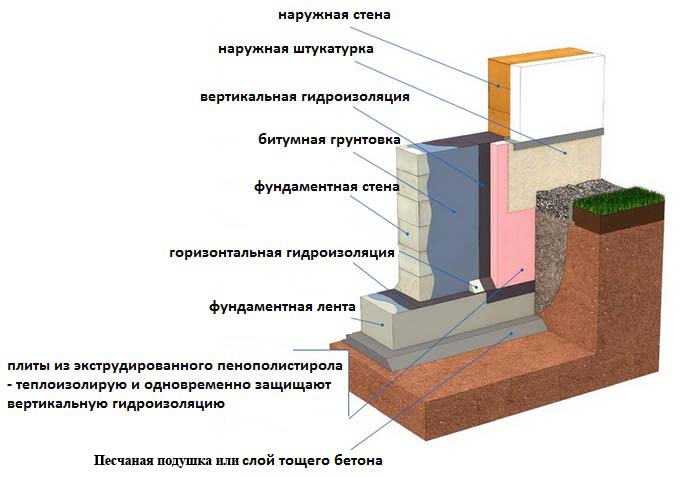 наружная стена
наружная штукатурка
вертикальная гидроизоляция
битумная грунтовка
фундаментная стена
горизонтальная гидроизоляция
фундаментная лента
плиты из экструдированного пенополистирола
- теплоизолирую и одновременно защищают
вертикальную гидроизоляцию
Песчаная подушка или слой тощего бетона